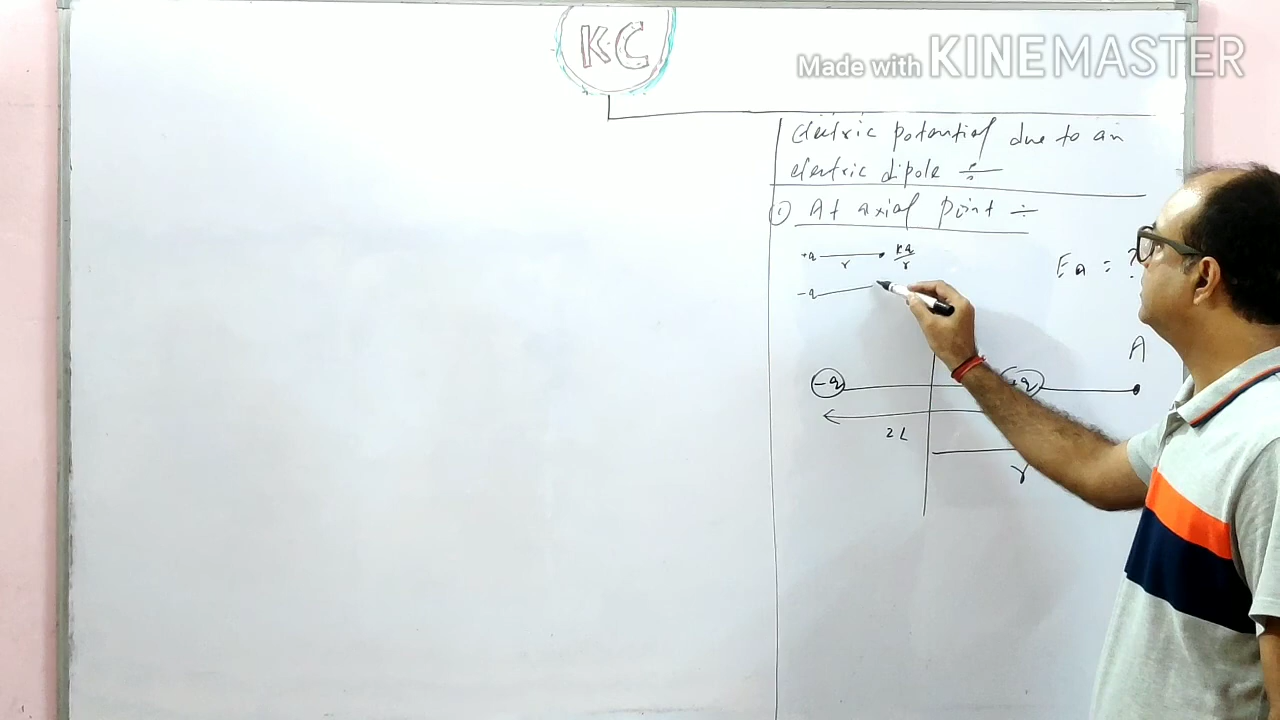 KC
Made with KINEMASTER
Electric potential due to an
electric dipole
① At axial point
+q r kq/r
-q
Ea = ?
A
-q +q
2L
r